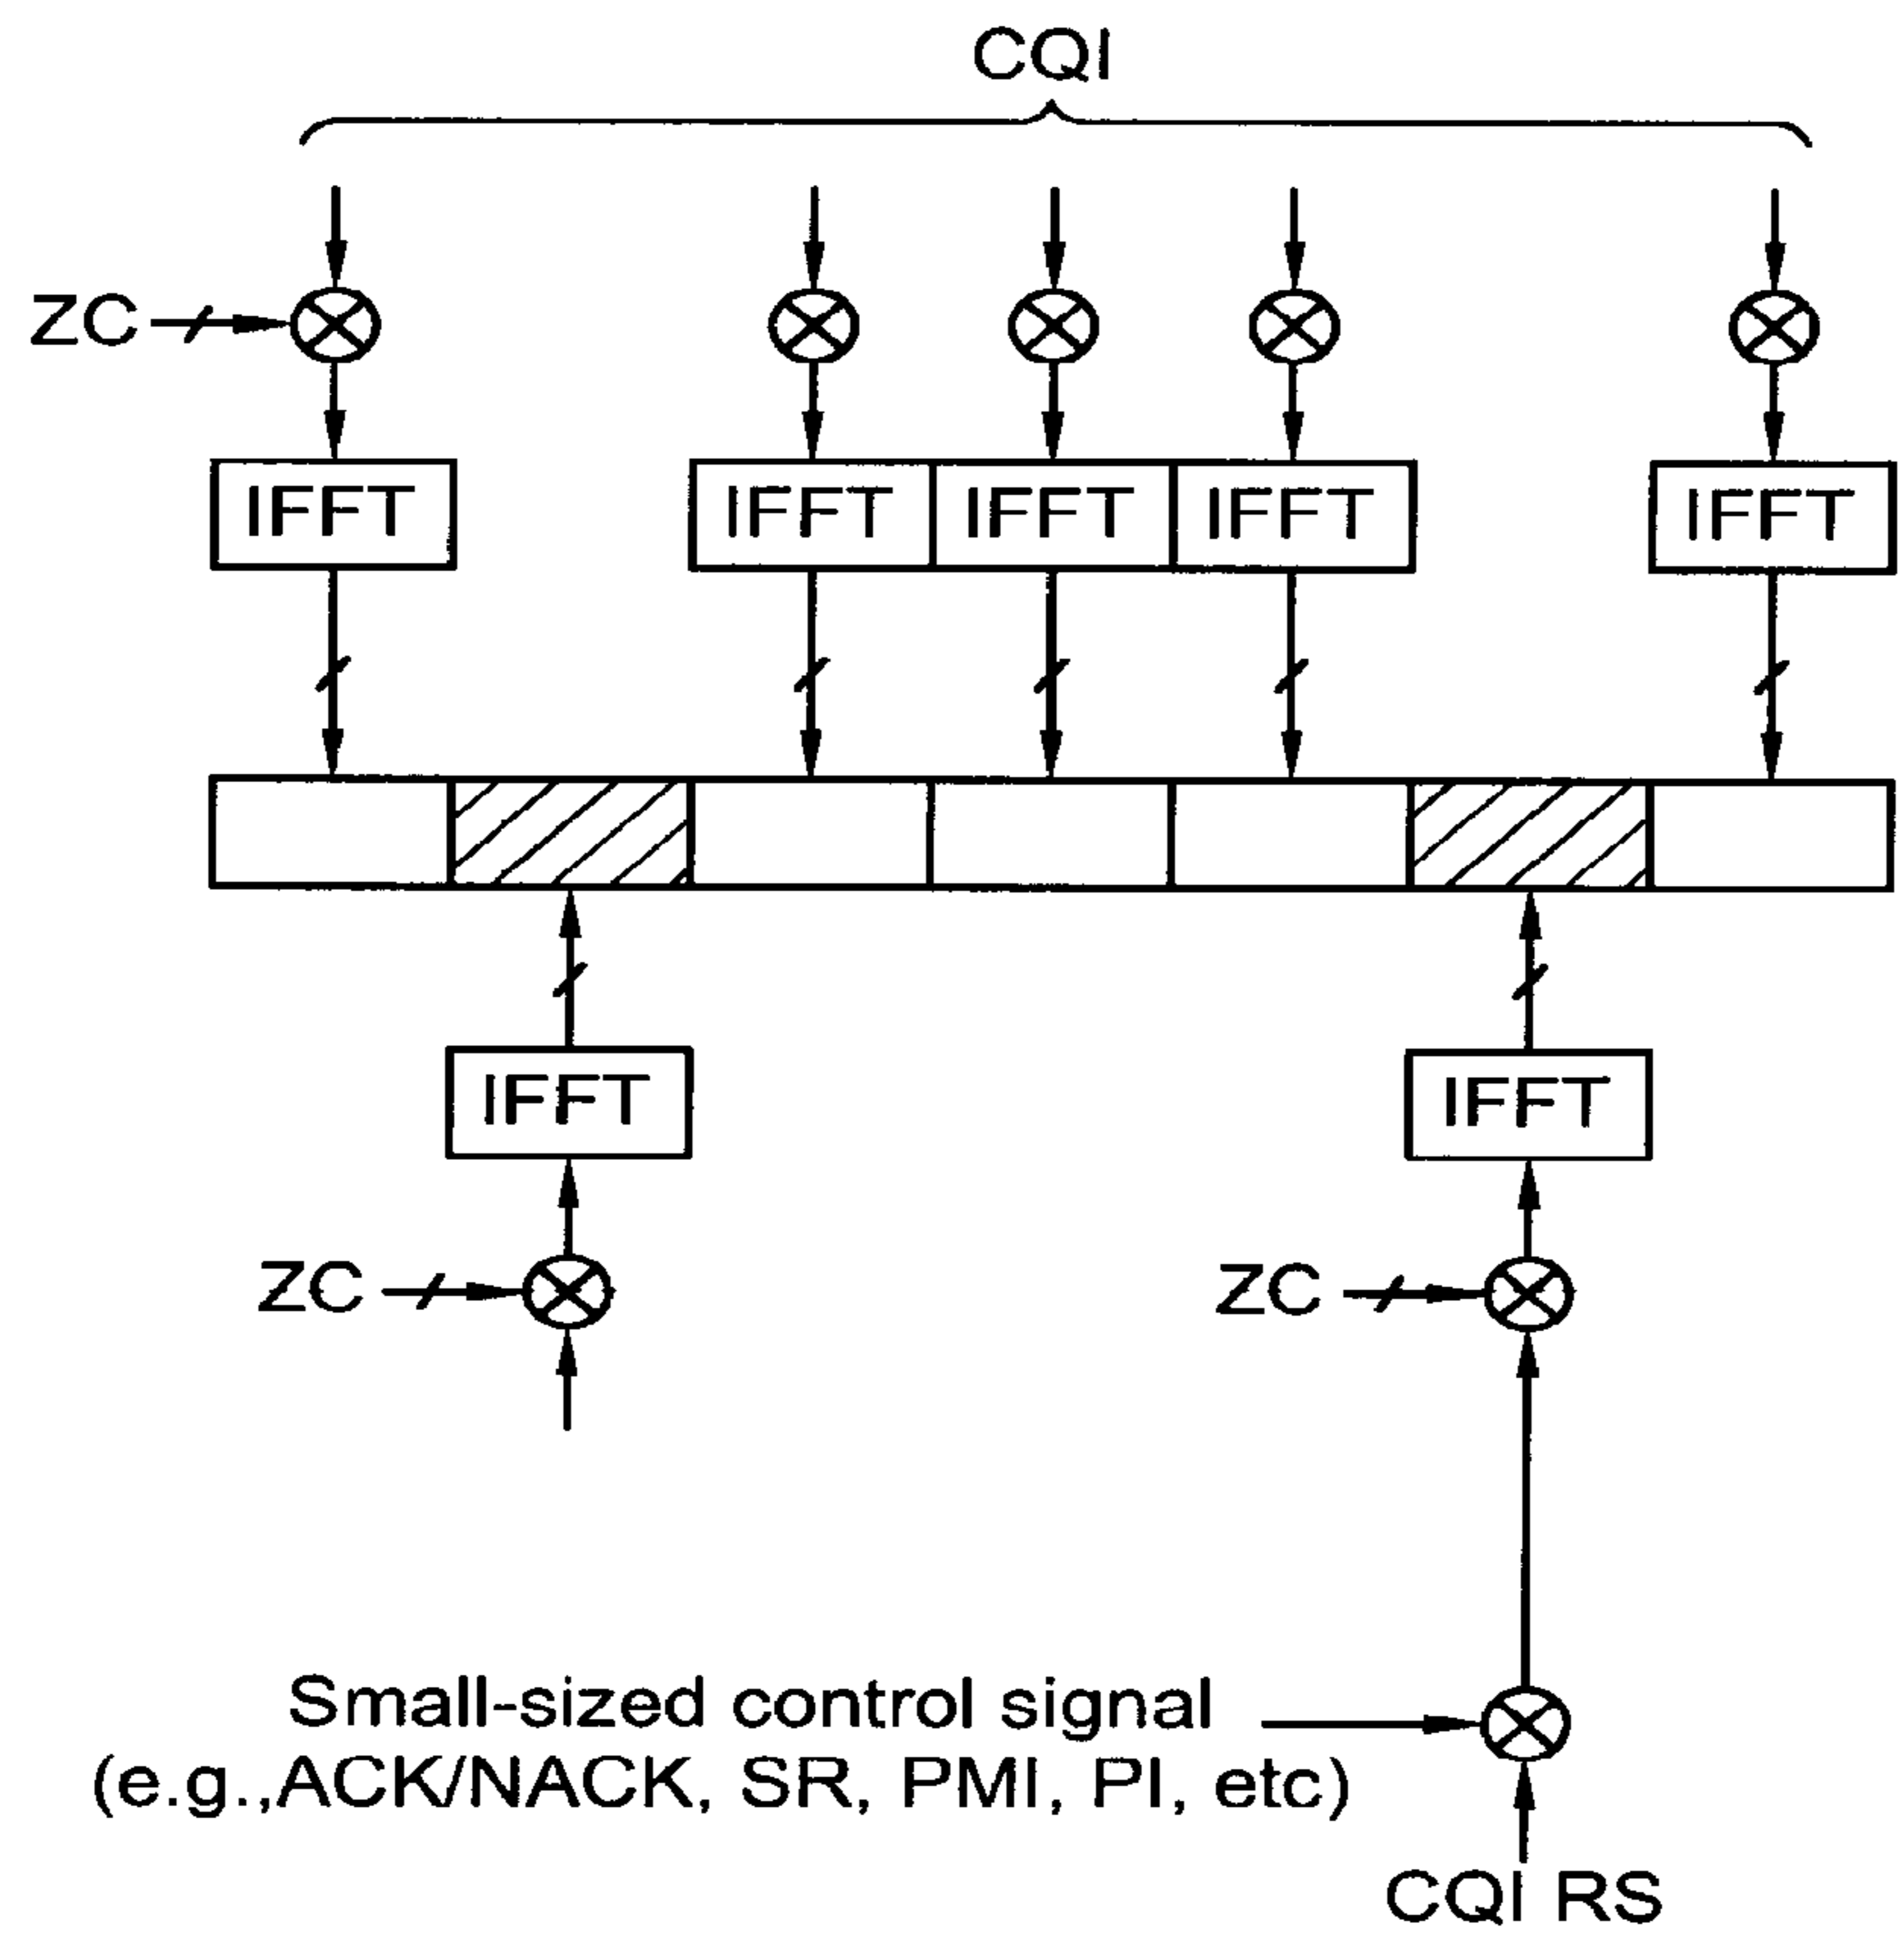 CQI
ZC
IFFT IFFT IFFT IFFT IFFT
IFFT IFFT
ZC ZC
Small-sized control signal
(e.g.,ACK/NACK, SR, PMI, PI, etc)
CQI RS